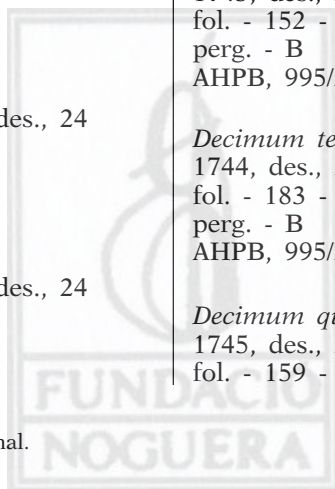 des., 24
des., 24
nal.
fol. - 152 -
perg. - B
AHPB, 995/
Decimum te
1744, des.,
fol. - 183 -
perg. - B
AHPB, 995/
Decimum qu
1745, des.,
fol. - 159 -
FUNDACIÓ
NOGUERA